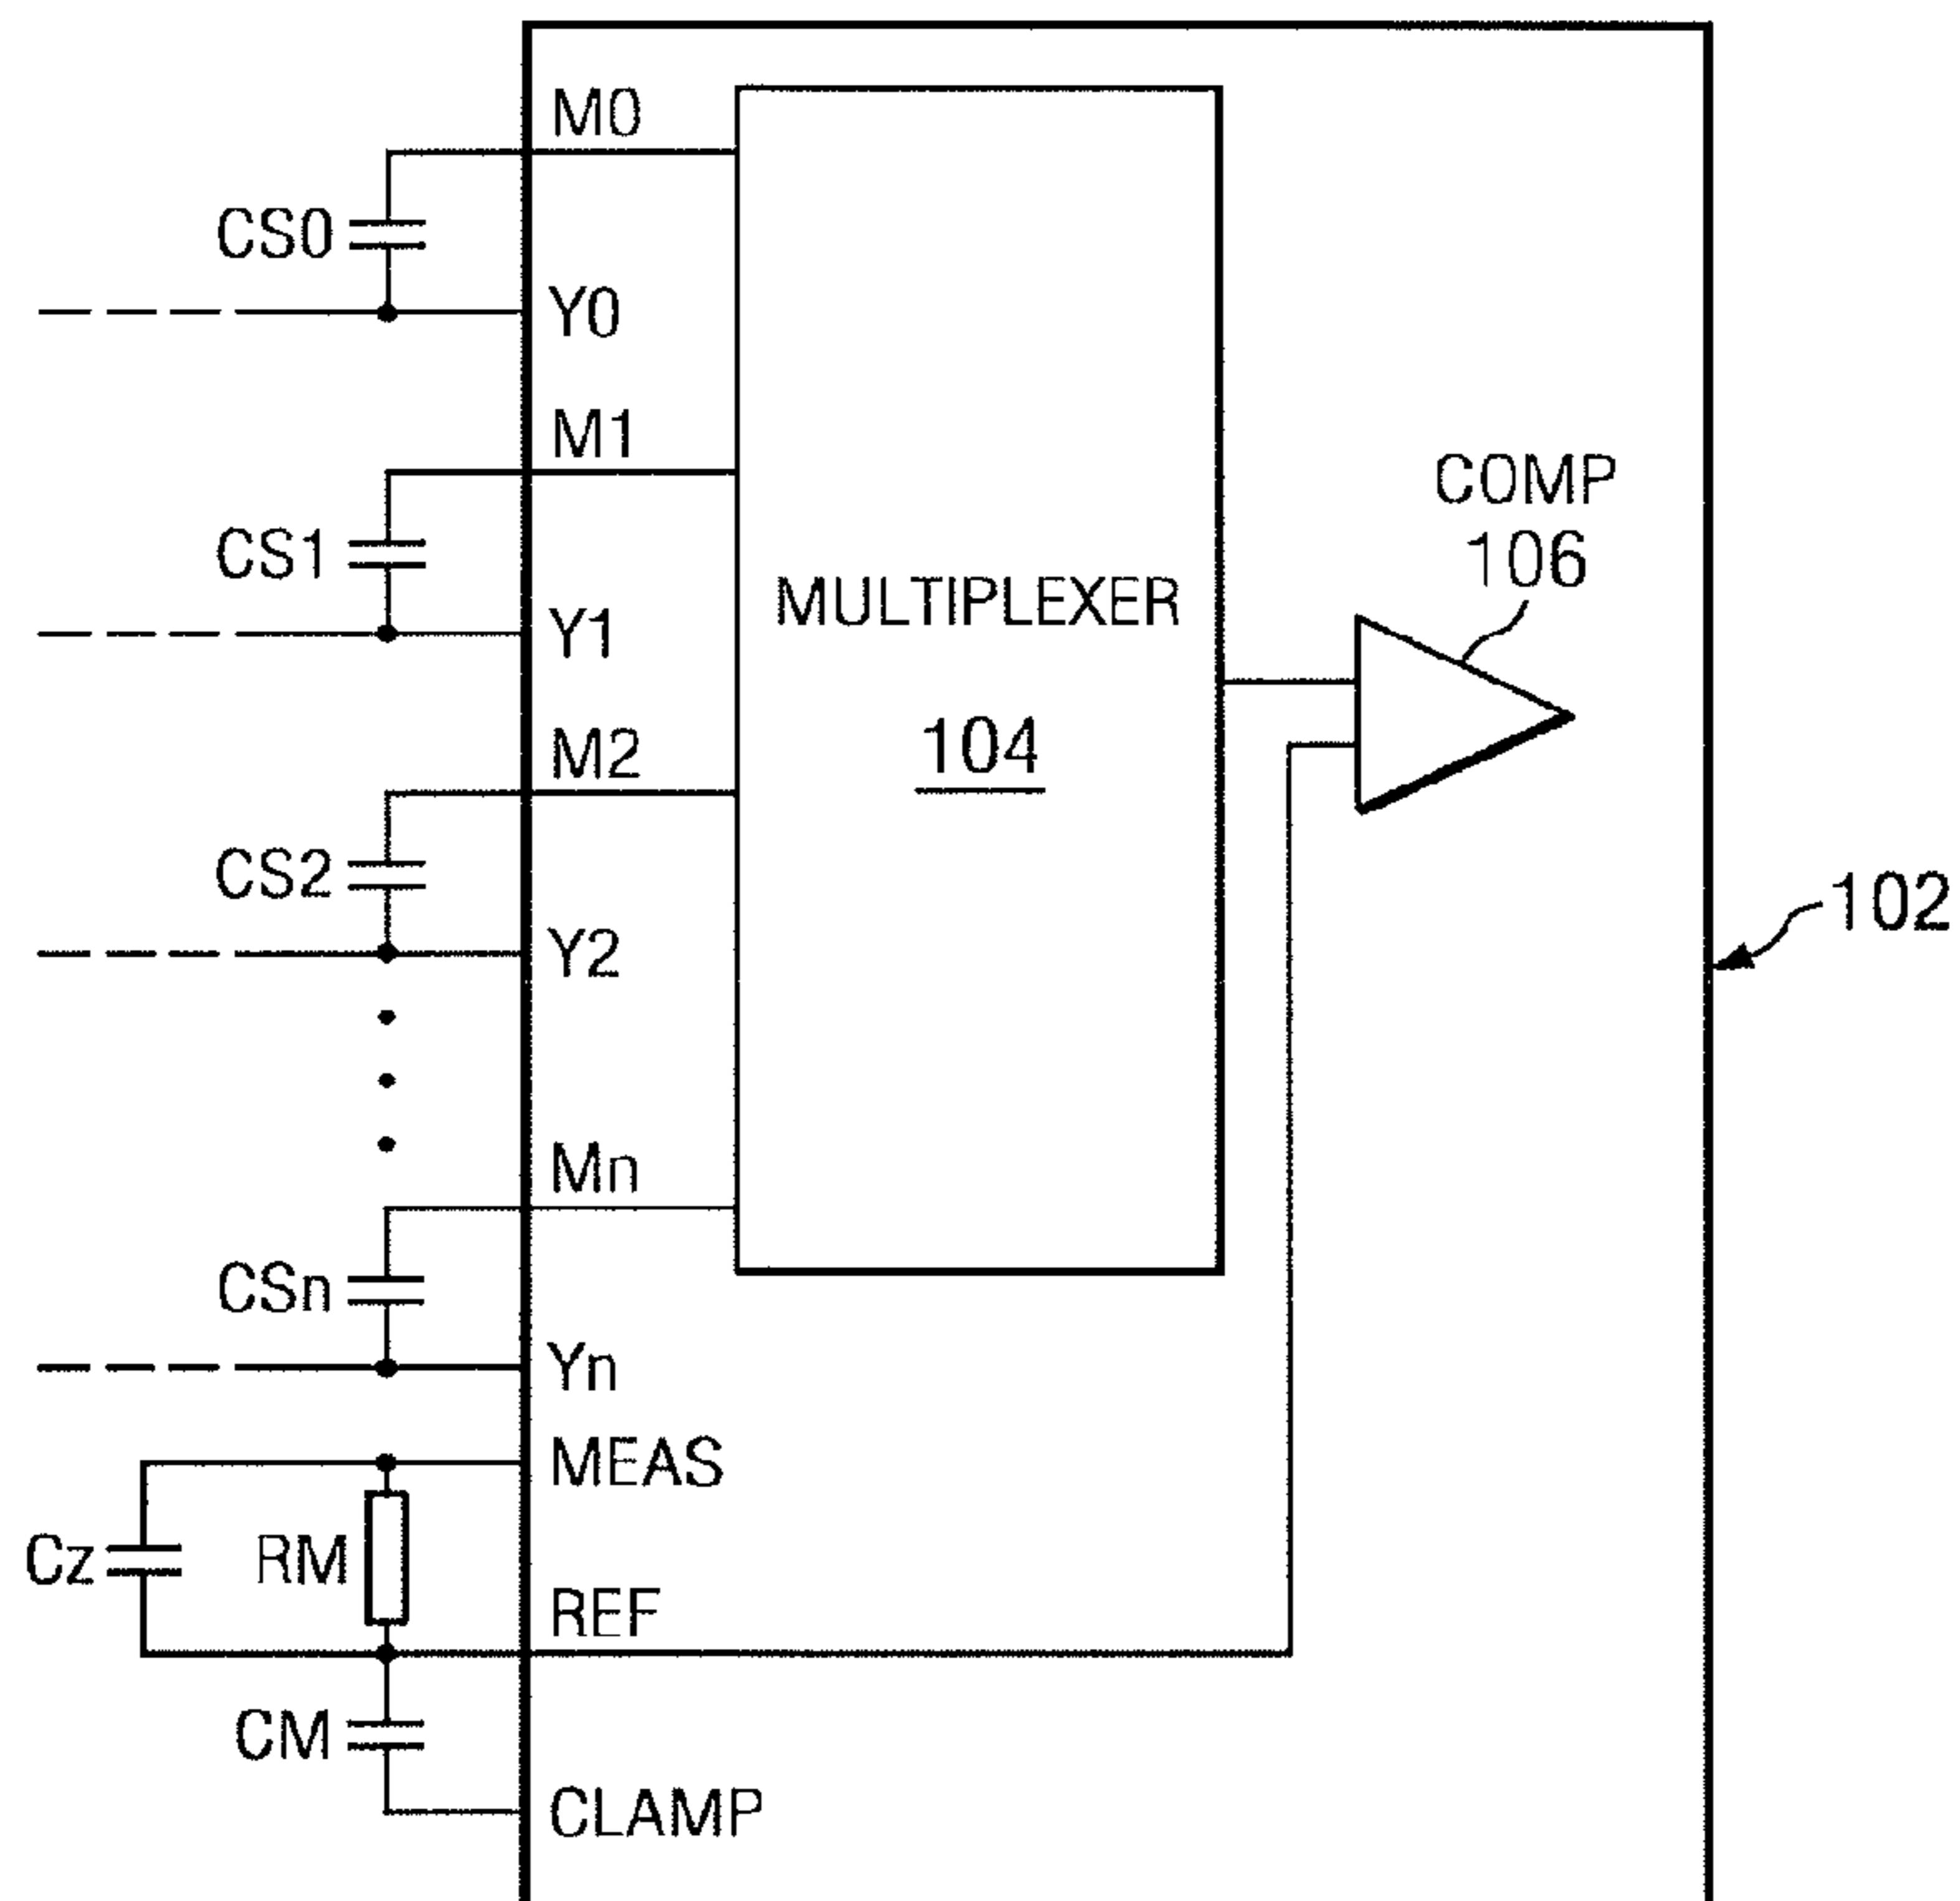 M0
CS0
Y0
M1
COMP
106
CS1
MULTIPLEXER
Y1
104
M2
CS2
102
Y2
Mn
CSn
Yn
MEAS
Cz
RM
REF
CM
CLAMP